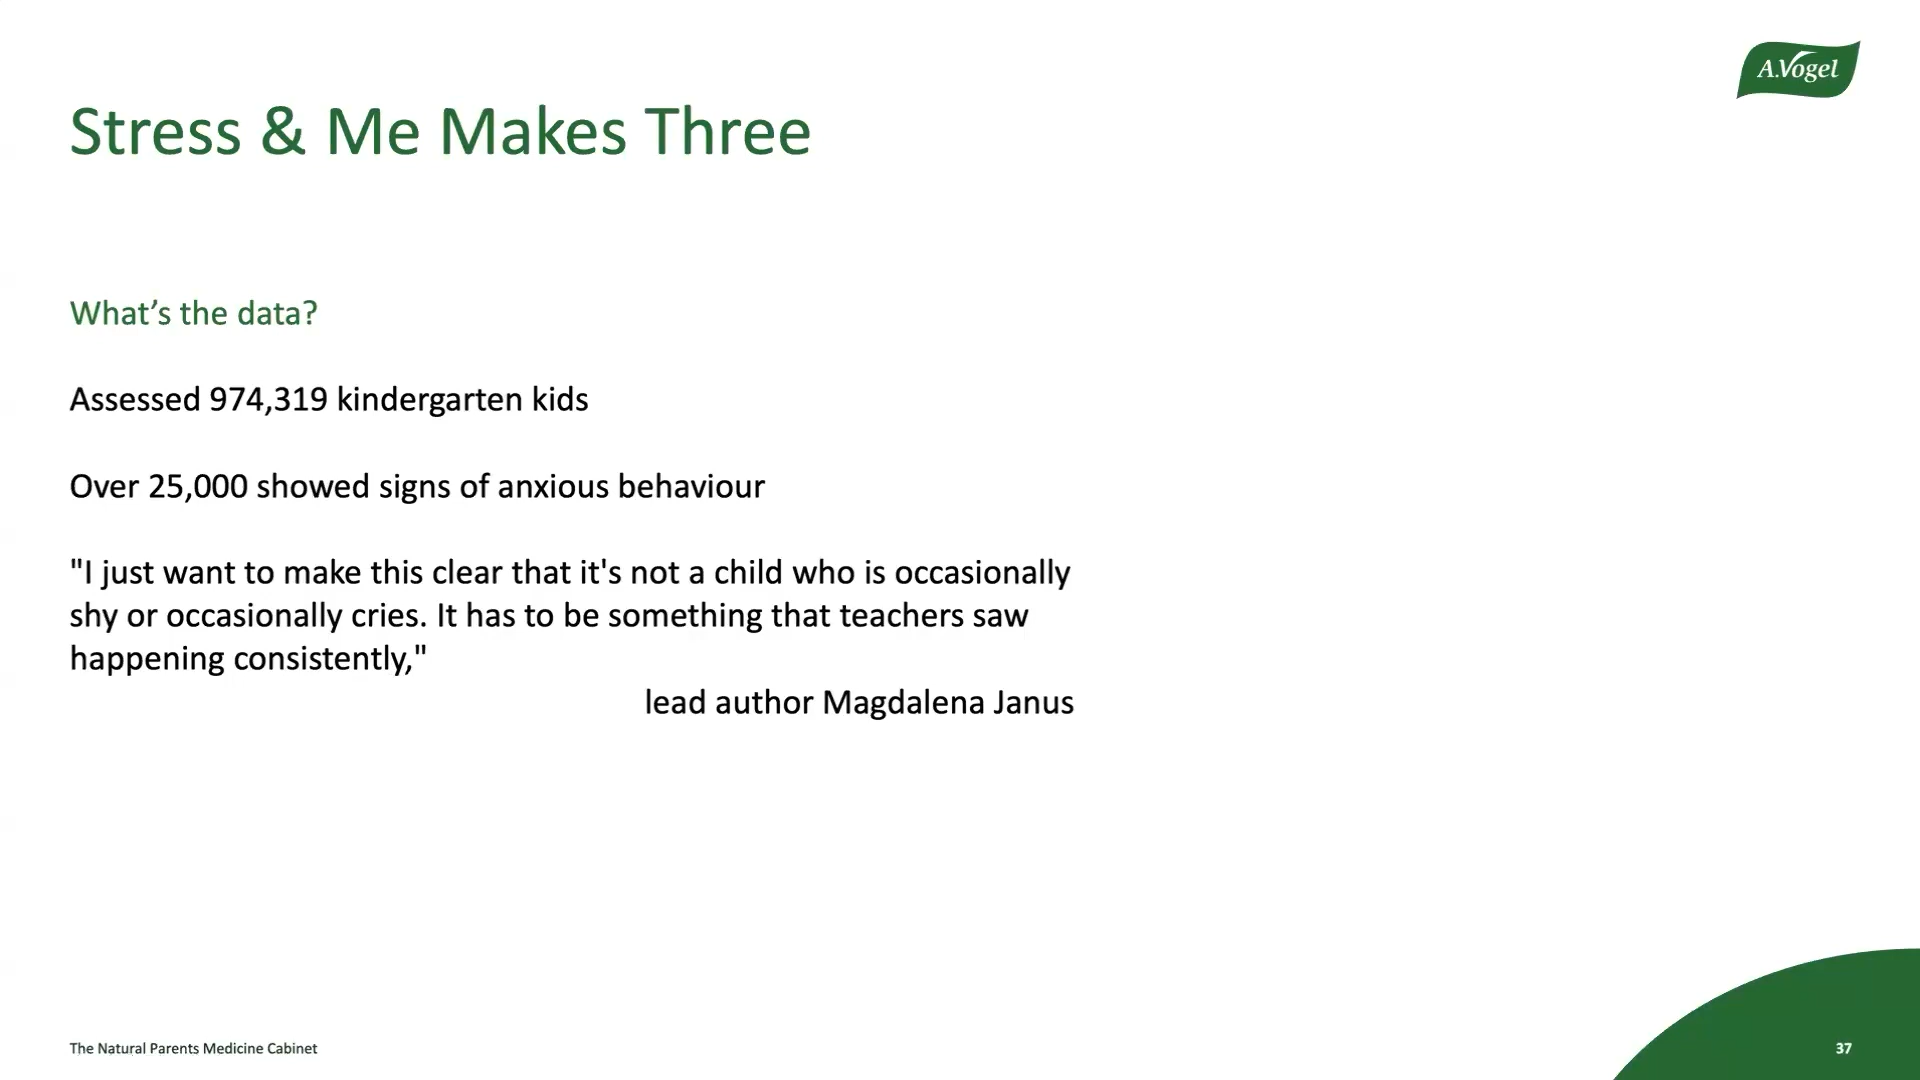 A.Vogel
Stress & Me Makes Three
What’s the data?
Assessed 974,319 kindergarten kids
Over 25,000 showed signs of anxious behaviour
"I just want to make this clear that it's not a child who is occasionally
shy or occasionally cries. It has to be something that teachers saw
happening consistently,"
lead author Magdalena Janus
The Natural Parents Medicine Cabinet
37